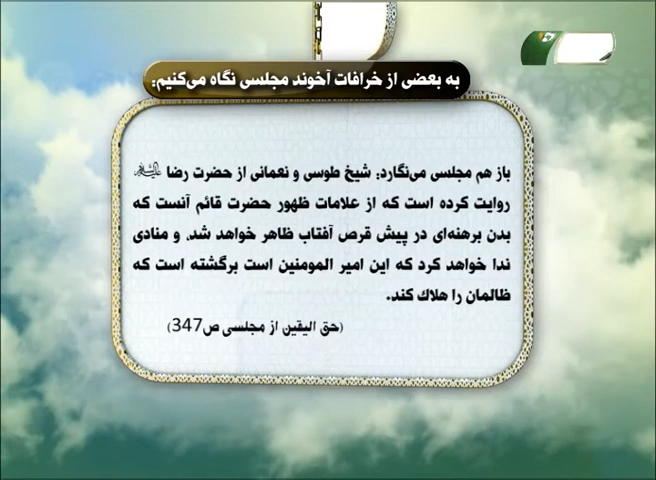 به بعضی از خرافات آخوند مجلسی نگاه می‌کنیم:
باز هم مجلسی می‌نگارد: شیخ طوسی و نعمانی از حضرت رضا علیه‌السلام
روایت کرده است که از علامات ظهور حضرت قائم آنست که
بدن برهنه‌ای در پیش قرص آفتاب ظاهر خواهد شد. و منادی
ندا خواهد کرد که این امیر المومنین است برگشته است که
ظالمان را هلاک کند.
(حق الیقین از مجلسی ص347)